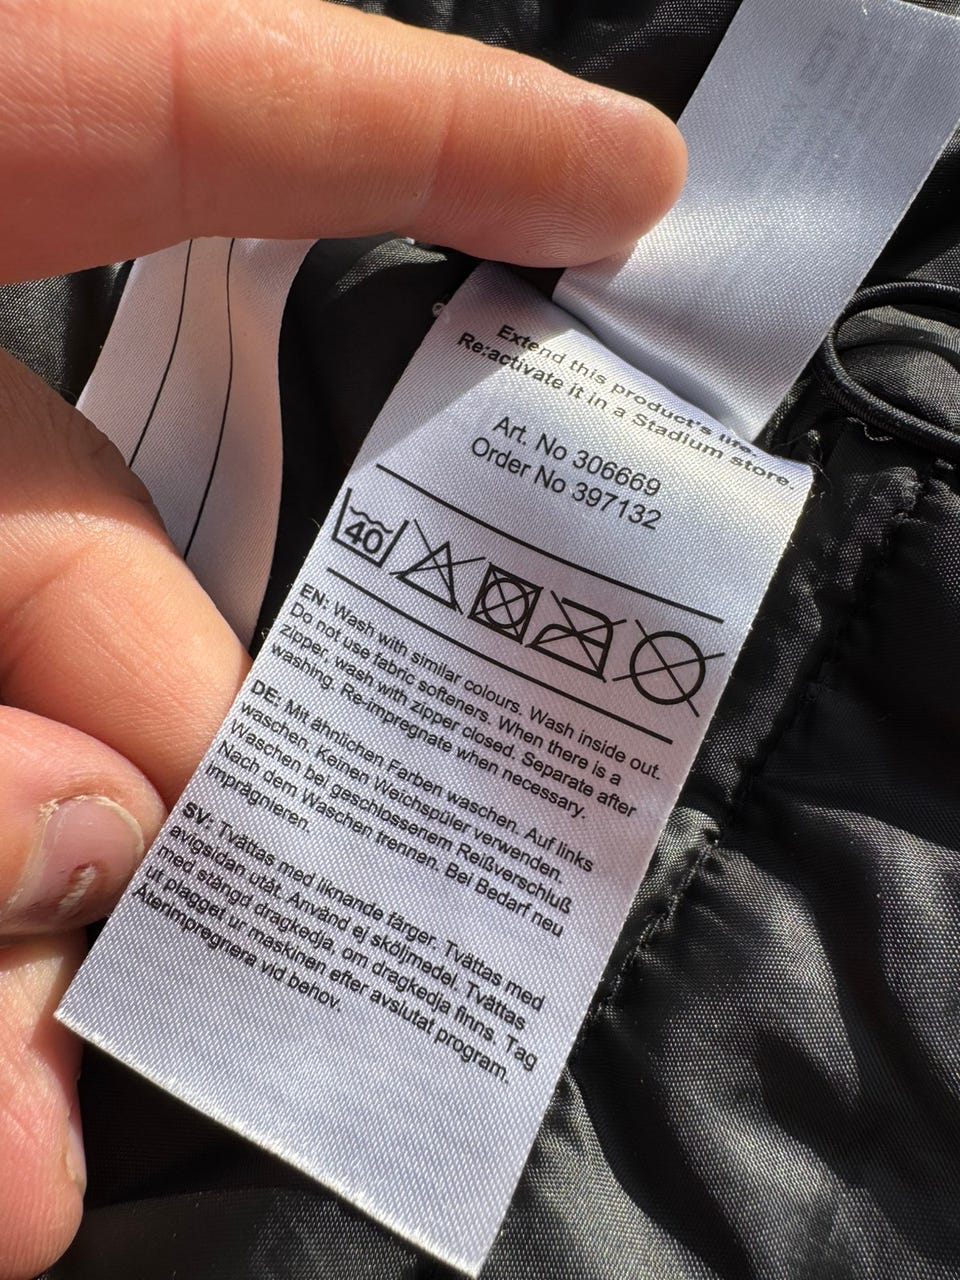 Extend this product's life.
Re:activate it in a Stadium store.
Art. No 306669
Order No 397132
40
EN: Wash with similar colours. Wash inside out.
Do not use fabric softeners. When there is a
zipper, wash with zipper closed. Separate after
washing. Re-impregnate when necessary.
DE: Mit ähnlichen Farben waschen. Auf links
waschen. Keinen Weichspüler verwenden.
Waschen bei geschlossenem Reißverschluß
Nach dem Waschen trennen. Bei Bedarf neu
imprägnieren.
SV: Tvättas med liknande färger. Tvättas med
avigsidan utåt. Använd ej sköljmedel. Tvättas
med stängd dragkedja, om dragkedja finns. Tag
ut plagget ur maskinen efter avslutat program.
Återimpregnera vid behov.